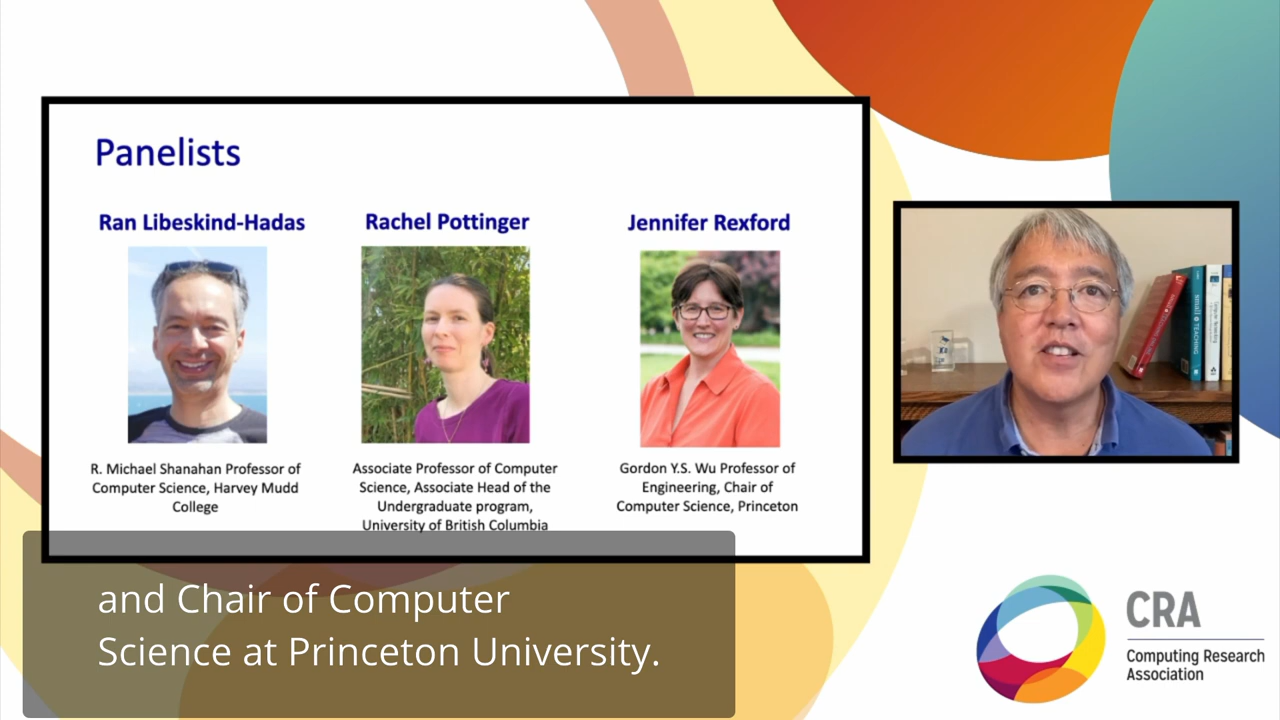 Panelists
Ran Libeskind-Hadas
Rachel Pottinger
Jennifer Rexford
R. Michael Shanahan Professor of
Computer Science, Harvey Mudd
College
Associate Professor of Computer
Science, Associate Head of the
Undergraduate program,
University of British Columbia
Gordon Y.S. Wu Professor of
Engineering, Chair of
Computer Science, Princeton
and Chair of Computer
Science at Princeton University.
CRA
Computing Research
Association